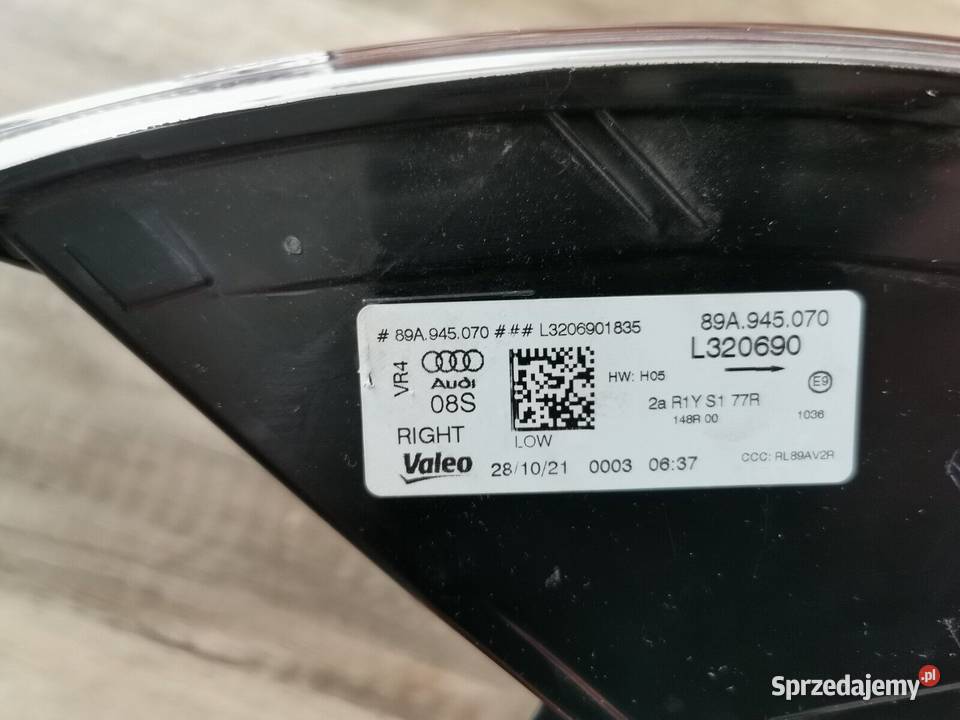 # 89A.945.070 ### L3206901835
89A.945.070
L320690
VR4
Audi
08S
HW: H05
E9
2a R1Y S1 77R
148R 00
1036
RIGHT
LOW
Valeo
28/10/21 0003 06:37
CCC: RL89AV2R
Sprzedajemy.pl